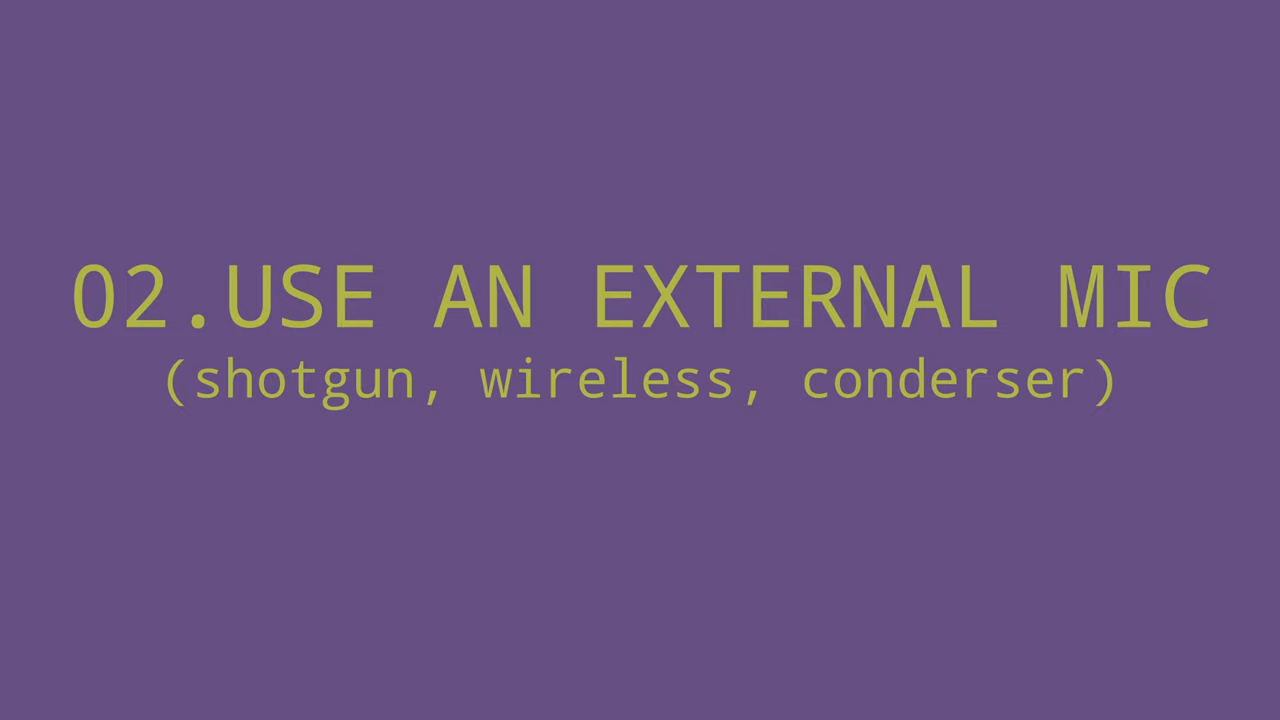 02.USE AN EXTERNAL MIC
(shotgun, wireless, conderser)